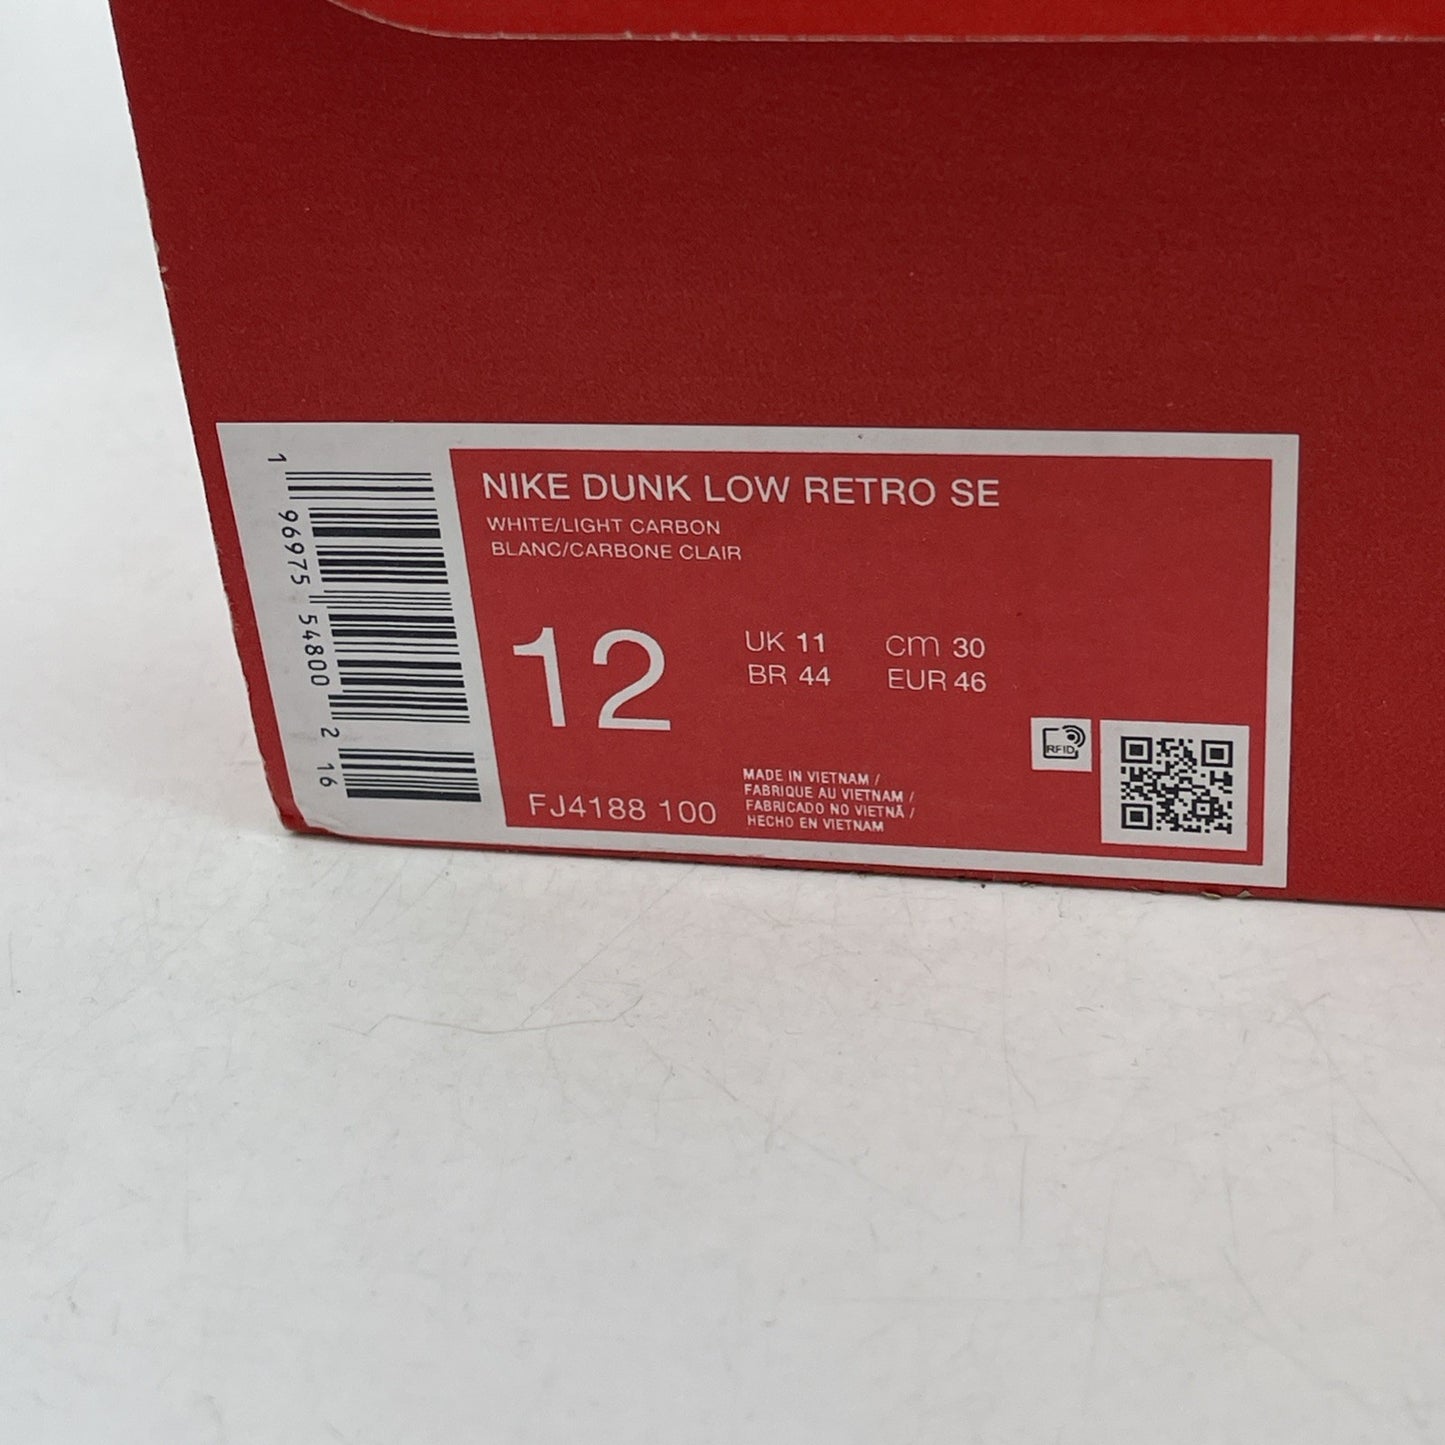 NIKE DUNK LOW RETRO SE
WHITE/LIGHT CARBON
BLANC/CARBONE CLAIR
12
UK 11
cm 30
BR 44
EUR 46
FJ4188 100
MADE IN VIETNAM /
FABRIQUE AU VIETNAM /
FABRICADO NO VIETNÃ /
HECHO EN VIETNAM
RFID
1 96975 54800 2 16